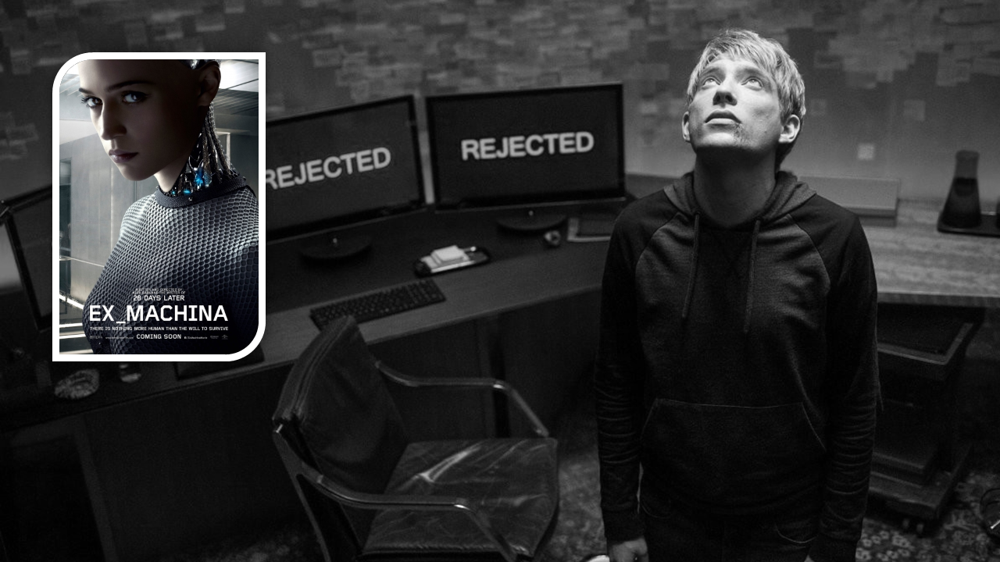 REJECTED
REJECTED
28 DAYS LATER
EX_MACHINA
THERE IS NOTHING MORE HUMAN THAN THE WILL TO SURVIVE
COMING SOON